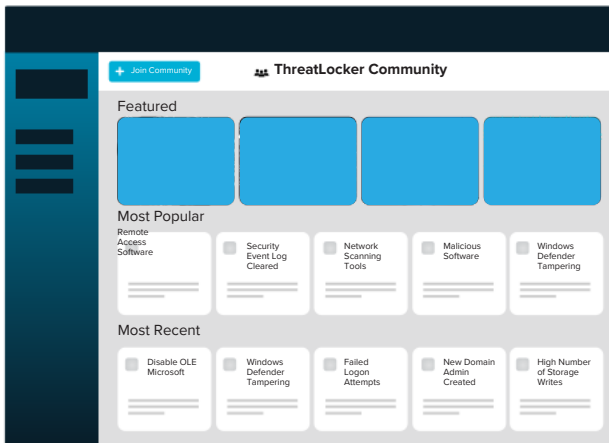 + Join Community
ThreatLocker Community
Featured
Most Popular
Remote
Access
Software
Security
Event Log
Cleared
Network
Scanning
Tools
Malicious
Software
Windows
Defender
Tampering
Most Recent
Disable OLE
Microsoft
Windows
Defender
Tampering
Failed
Logon
Attempts
New Domain
Admin
Created
High Number
of Storage
Writes